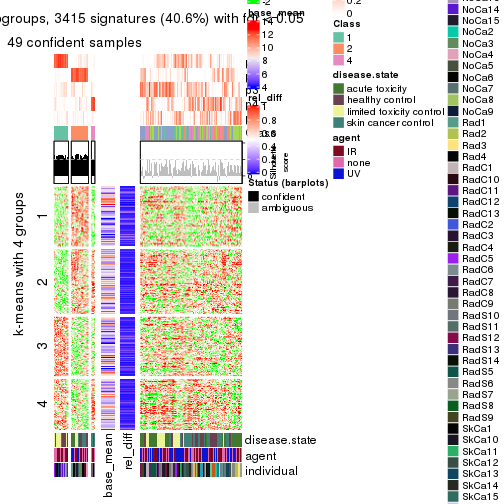 groups, 3415 signatures (40.6%) with fdr < 0.05
49 confident samples
k-means with 4 groups
1
2
3
4
base_mean
rel_diff
disease.state
agent
individual
-2
base_mean
14
12
10
8
6
4
rel_diff
1
0.8
0.6
0.4
0.2
0
Silhouette
score
Status (barplots)
confident
ambiguous
0.2
0
Class
1
2
4
disease.state
acute toxicity
healthy control
limited toxicity control
skin cancer control
agent
IR
none
UV
NoCa14
NoCa15
NoCa2
NoCa3
NoCa4
NoCa5
NoCa6
NoCa7
NoCa8
NoCa9
Rad1
Rad2
Rad3
Rad4
RadC1
RadC10
RadC11
RadC12
RadC13
RadC2
RadC3
RadC4
RadC5
RadC6
RadC7
RadC8
RadC9
RadS10
RadS11
RadS12
RadS13
RadS14
RadS5
RadS6
RadS7
RadS8
RadS9
SkCa1
SkCa10
SkCa11
SkCa12
SkCa13
SkCa14
SkCa15